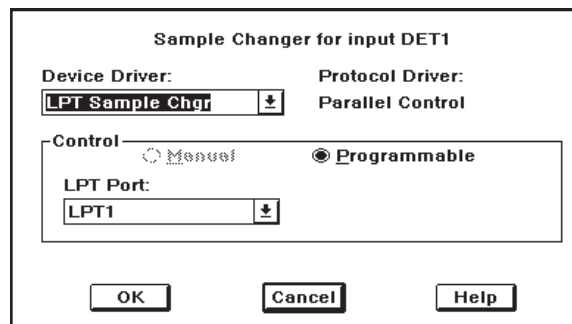 Sample Changer for input DET1
Device Driver: Protocol Driver:
LPT Sample Chgr Parallel Control
Control
Manual Programmable
LPT Port:
LPT1
OK Cancel Help